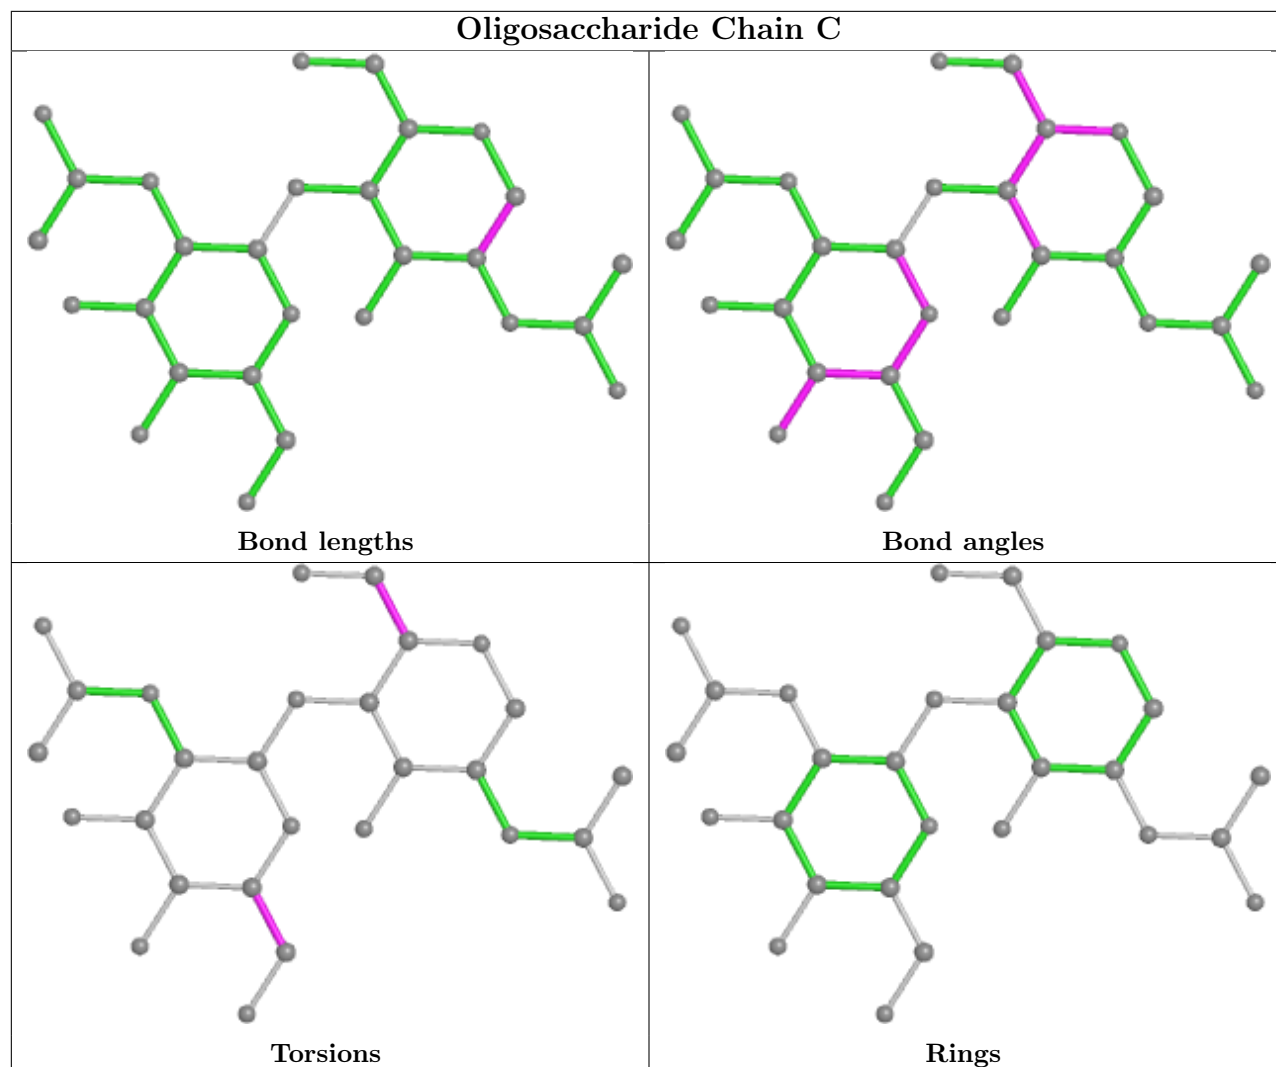 Oligosaccharide Chain C
Bond lengths
Bond angles
Torsions
Rings